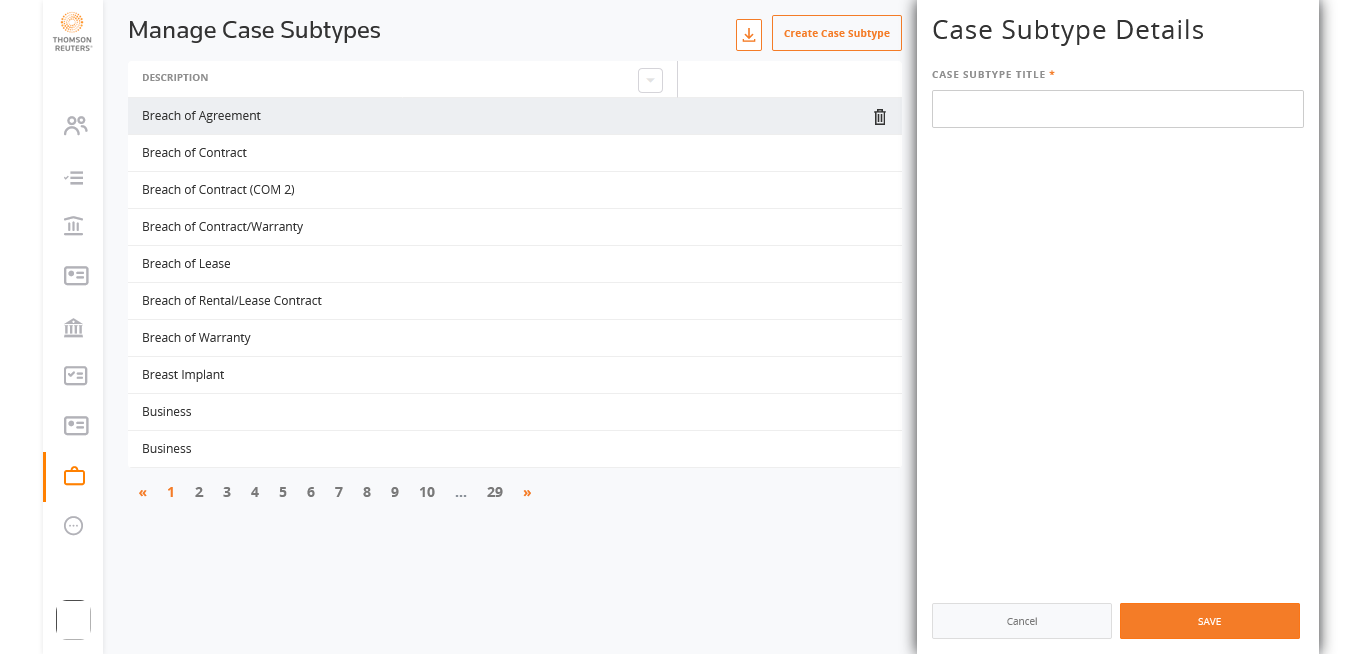 THOMSON
REUTERS
Manage Case Subtypes
Create Case Subtype
DESCRIPTION
Breach of Agreement
Breach of Contract
Breach of Contract (COM 2)
Breach of Contract/Warranty
Breach of Lease
Breach of Rental/Lease Contract
Breach of Warranty
Breast Implant
Business
Business
« 1 2 3 4 5 6 7 8 9 10 ... 29 »
Case Subtype Details
CASE SUBTYPE TITLE *
Cancel
SAVE